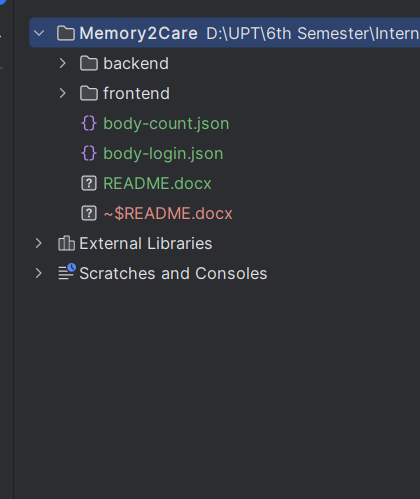 Memory2Care D:\UPT\6th Semester\Intern
backend
frontend
body-count.json
body-login.json
README.docx
~$README.docx
External Libraries
Scratches and Consoles